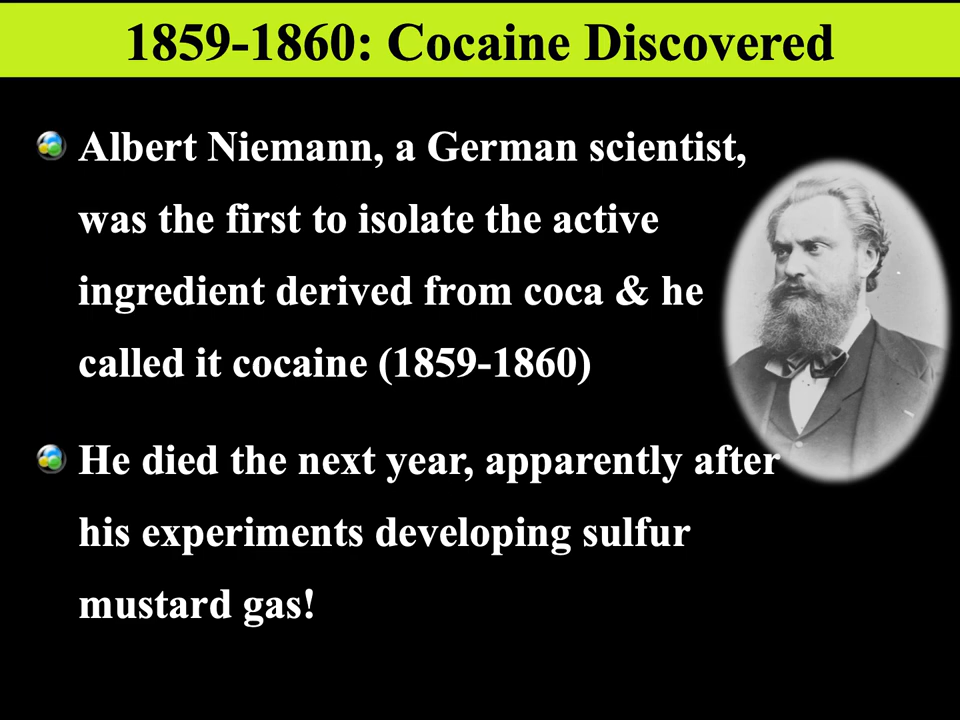 1859-1860: Cocaine Discovered
Albert Niemann, a German scientist,
was the first to isolate the active
ingredient derived from coca & he
called it cocaine (1859-1860)
He died the next year, apparently after
his experiments developing sulfur
mustard gas!